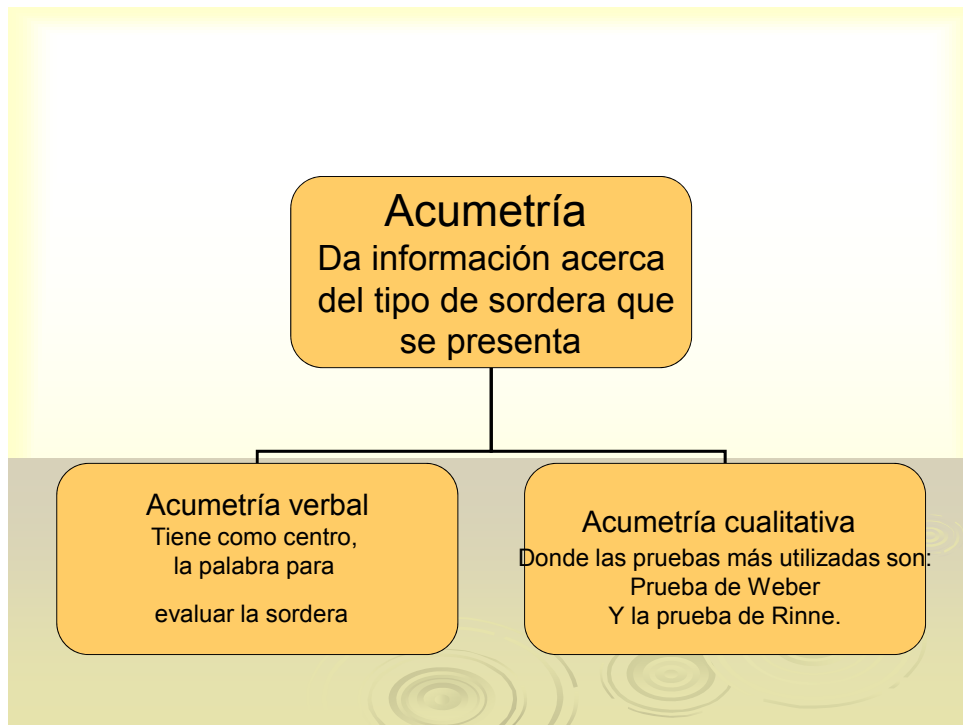 Acumetría
Da información acerca
del tipo de sordera que
se presenta
Acumetría verbal
Tiene como centro,
la palabra para
evaluar la sordera
Acumetría cualitativa
Donde las pruebas más utilizadas son:
Prueba de Weber
Y la prueba de Rinne.